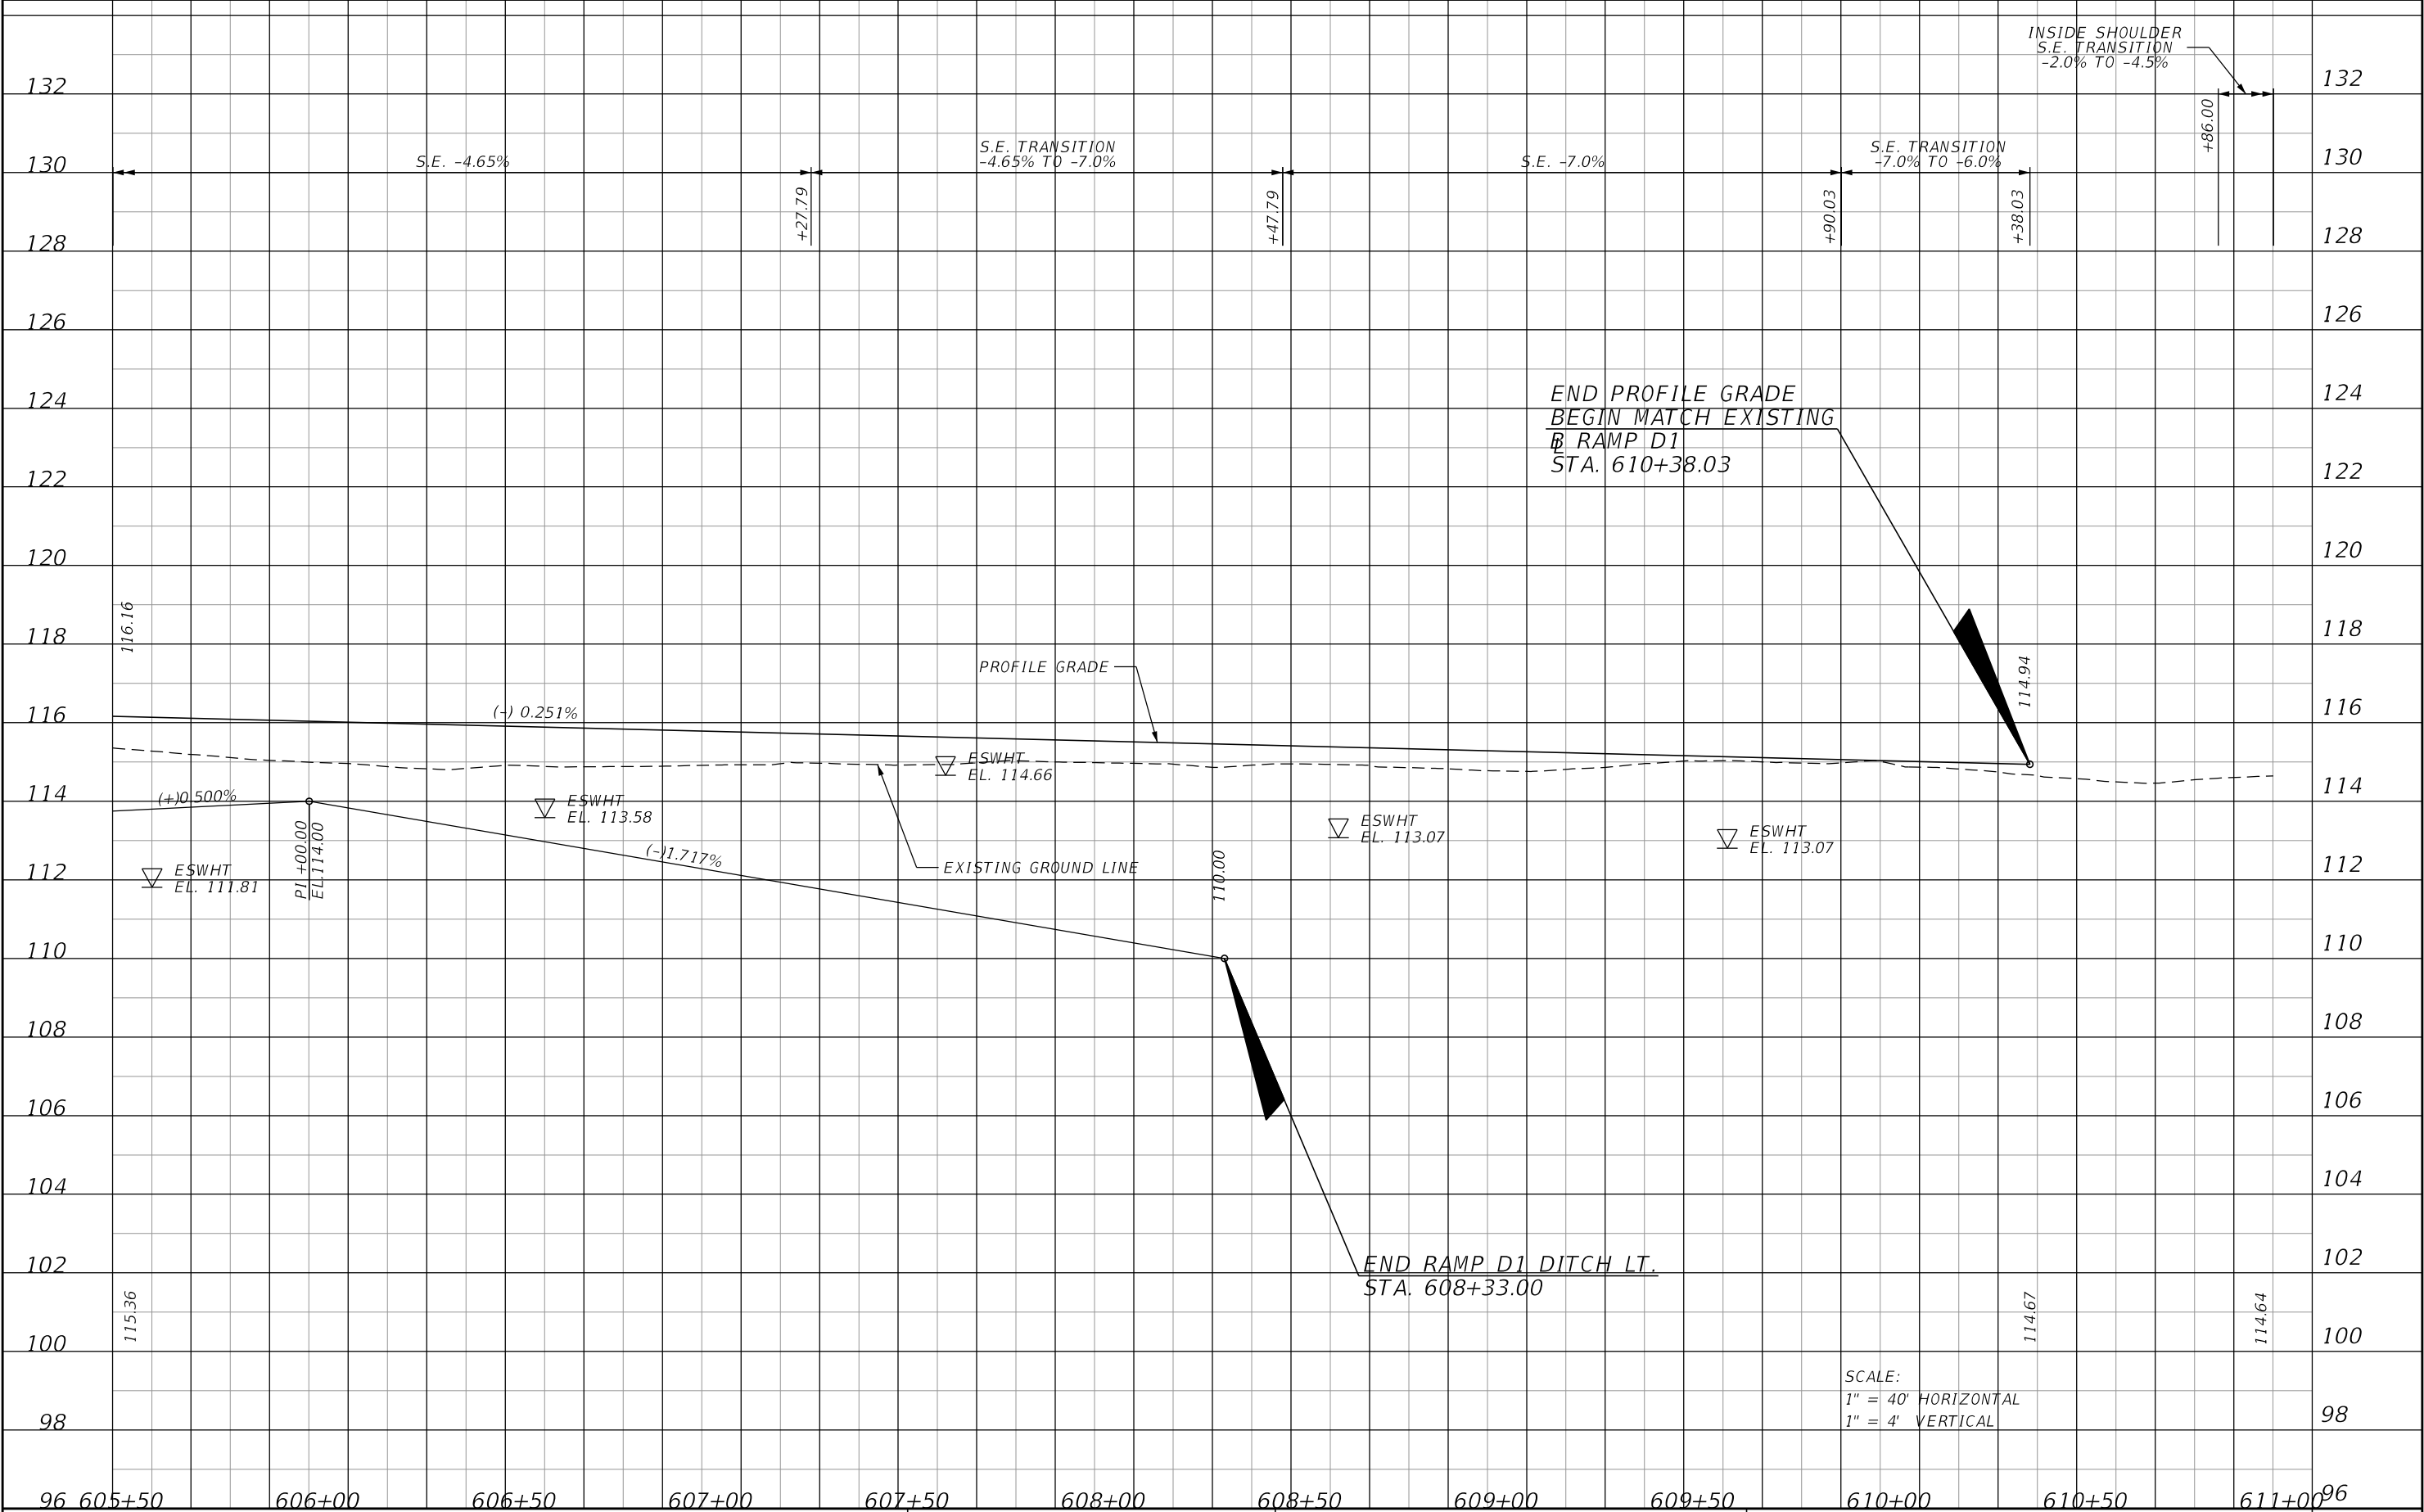 INSIDE SHOULDER
S.E. TRANSITION
-2.0% TO -4.5%
132
132
+86.00
S.E. -4.65%
S.E. TRANSITION
-4.65% TO -7.0%
S.E. -7.0%
S.E. TRANSITION
-7.0% TO -6.0%
130
130
+27.79
+47.79
+90.03
+38.03
128
128
126
126
END PROFILE GRADE
BEGIN MATCH EXISTING
BL RAMP D1
STA. 610+38.03
124
124
122
122
120
120
116.16
118
118
PROFILE GRADE
114.94
(-) 0.251%
116
116
ESWHT
EL. 114.66
(+)0.500%
114
114
ESWHT
EL. 113.58
ESWHT
EL. 113.07
ESWHT
EL. 113.07
PI +00.00
EL.114.00
(-)1.717%
110.00
EXISTING GROUND LINE
112
112
ESWHT
EL. 111.81
110
110
108
108
106
106
104
104
102
102
END RAMP D1 DITCH LT.
STA. 608+33.00
115.36
114.67
114.64
100
100
SCALE:
1" = 40' HORIZONTAL
1" = 4' VERTICAL
98
98
96
605+50 606+00 606+50 607+00 607+50 608+00 608+50 609+00 609+50 610+00 610+50 611+00
96